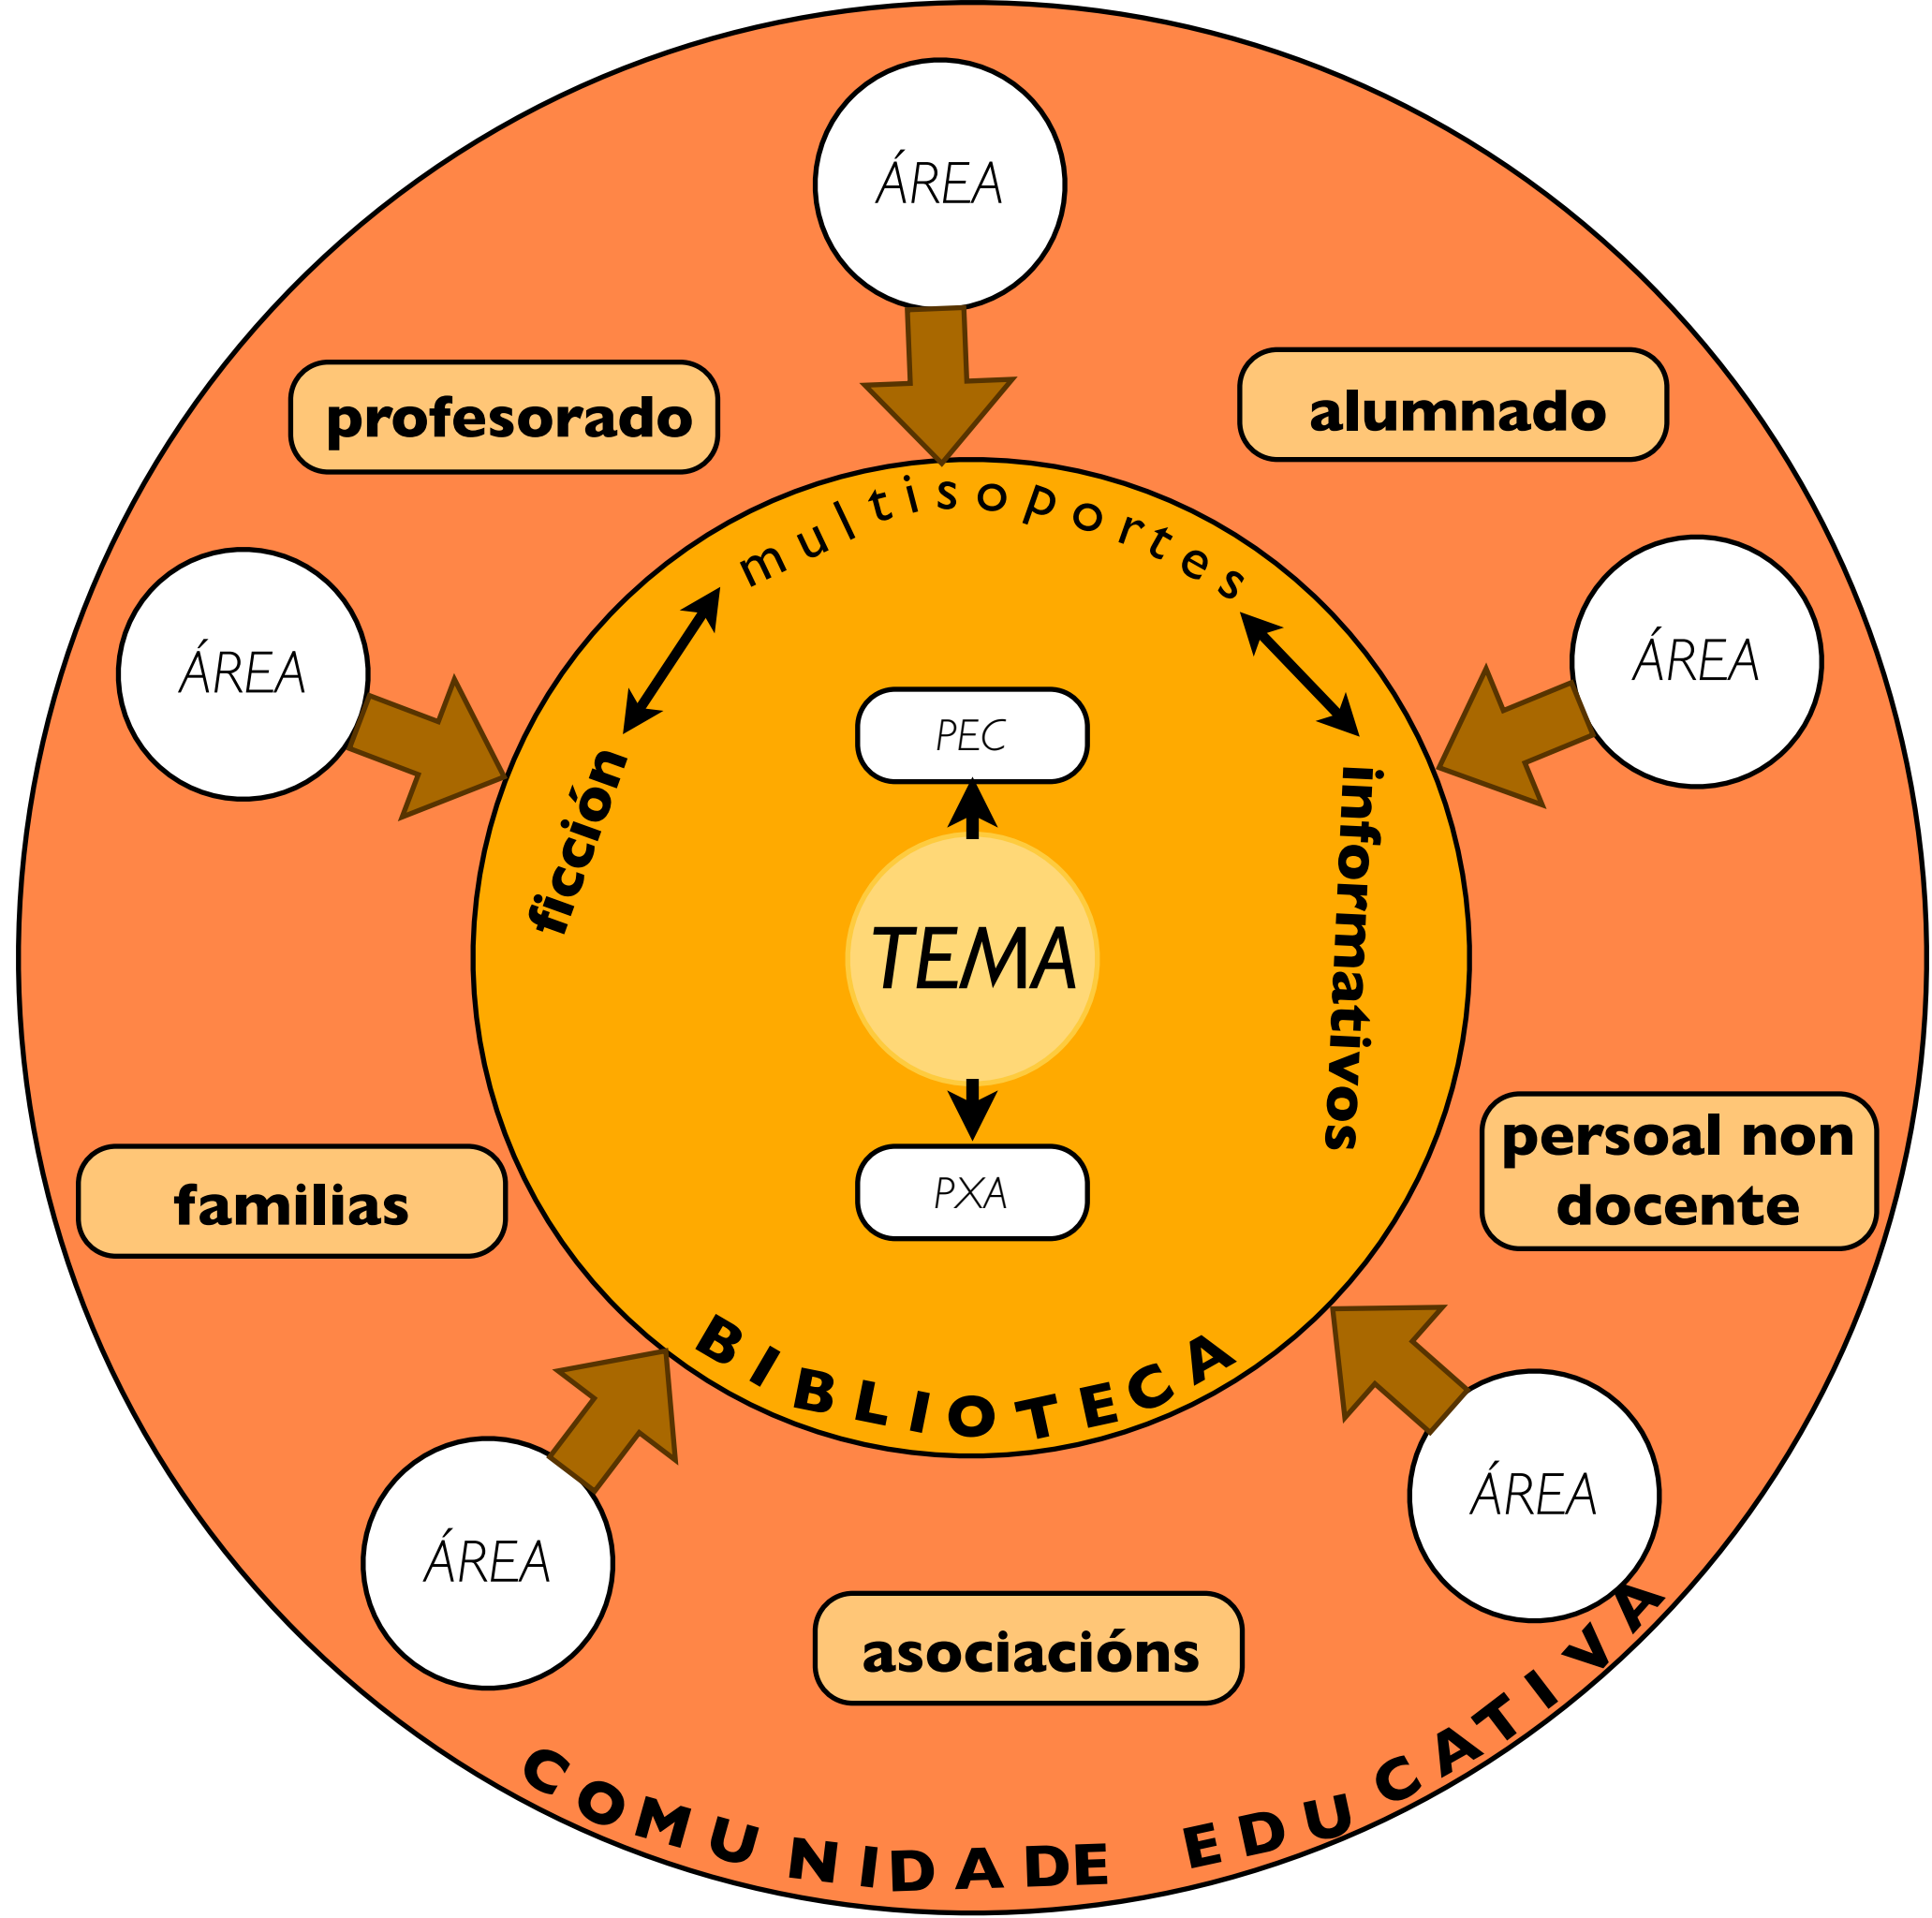 ÁREA
profesorado
alumnado
multisoportes
ÁREA
ÁREA
PEC
ficción
informativos
TEMA
familias
PXA
persoal non
docente
BIBLIOTECA
ÁREA
ÁREA
asociacións
COMUNIDADE EDUCATIVA